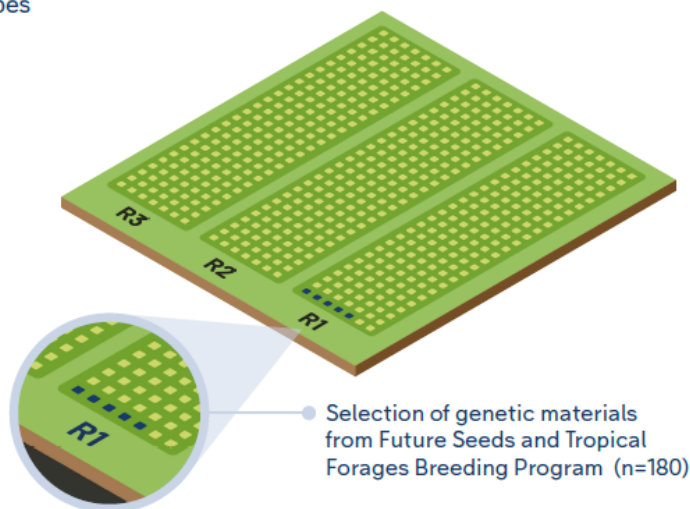 R3
R2
R1
R1
Selection of genetic materials
from Future Seeds and Tropical
Forages Breeding Program (n=180)